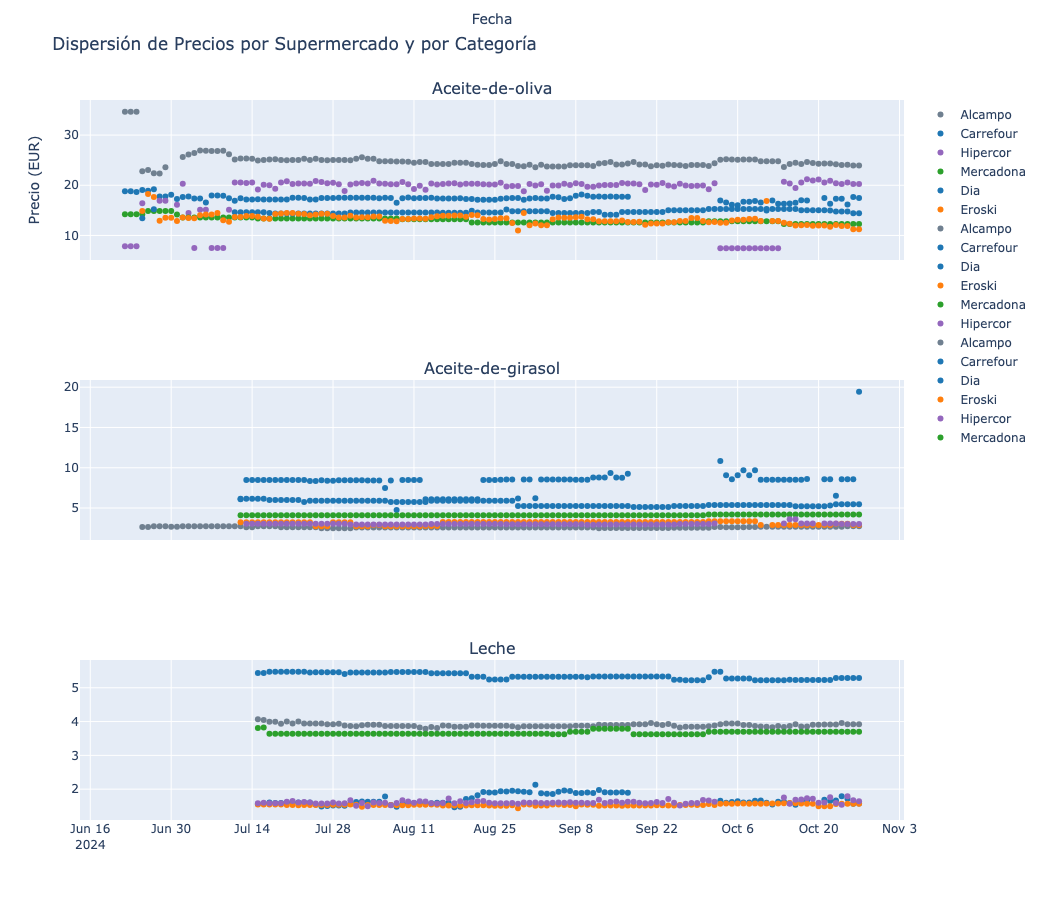 Fecha
Dispersión de Precios por Supermercado y por Categoría
Aceite-de-oliva
Precio (EUR)
30
20
10
Alcampo
Carrefour
Hipercor
Mercadona
Dia
Eroski
Alcampo
Carrefour
Dia
Eroski
Mercadona
Hipercor
Alcampo
Carrefour
Dia
Eroski
Hipercor
Mercadona
Aceite-de-girasol
20
15
10
5
Leche
5
4
3
2
Jun 16 Jun 30 Jul 14 Jul 28 Aug 11 Aug 25 Sep 8 Sep 22 Oct 6 Oct 20 Nov 3
2024